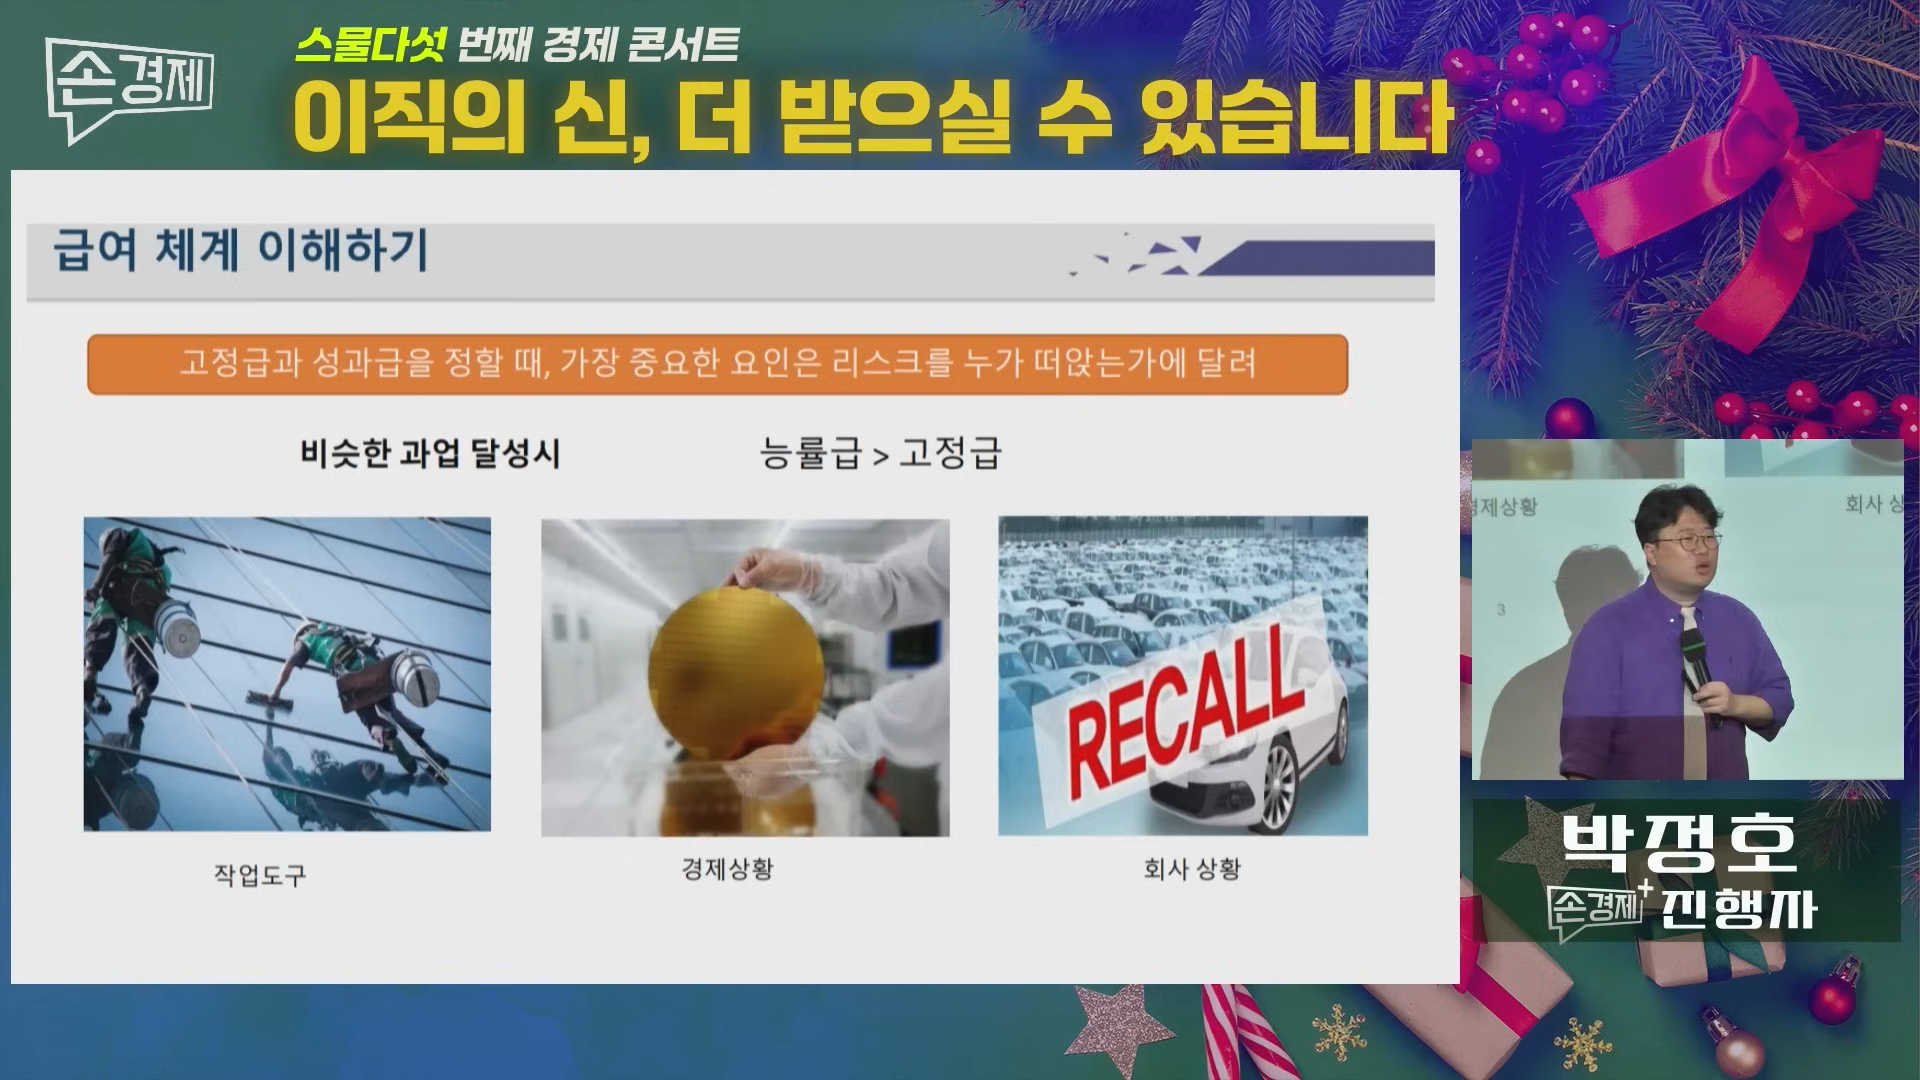 손경제
스물다섯 번째 경제 콘서트
이직의 신, 더 받으실 수 있습니다
급여 체계 이해하기
고정급과 성과급을 정할 때, 가장 중요한 요인은 리스크를 누가 떠앉는가에 달려
비슷한 과업 달성시
능률급 > 고정급
RECALL
작업도구
경제상황
회사 상황
경제상황
회사 상
3
박정호
손경제+ 진행자